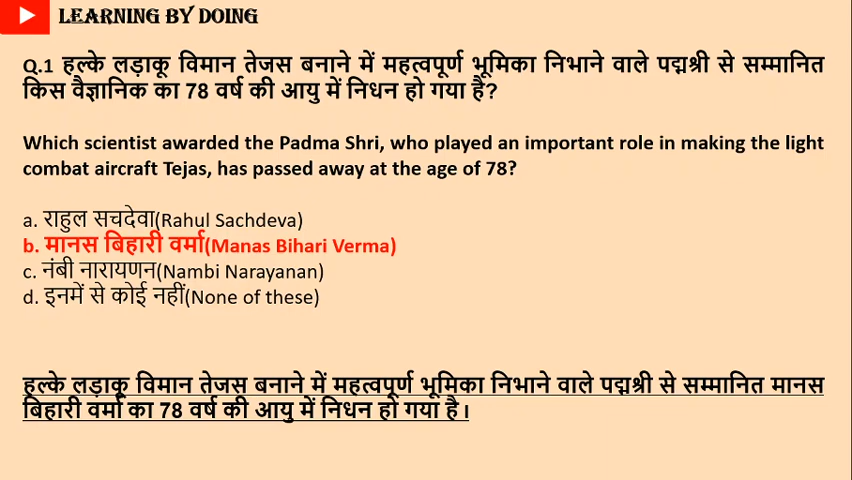 LEARNING BY DOING
Q.1 हल्के लड़ाकू विमान तेजस बनाने में महत्वपूर्ण भूमिका निभाने वाले पद्मश्री से सम्मानित
किस वैज्ञानिक का 78 वर्ष की आयु में निधन हो गया है?
Which scientist awarded the Padma Shri, who played an important role in making the light
combat aircraft Tejas, has passed away at the age of 78?
a. राहुल सचदेवा(Rahul Sachdeva)
b. मानस बिहारी वर्मा(Manas Bihari Verma)
c. नंबी नारायणन(Nambi Narayanan)
d. इनमें से कोई नहीं(None of these)
हल्के लड़ाकू विमान तेजस बनाने में महत्वपूर्ण भूमिका निभाने वाले पद्मश्री से सम्मानित मानस
बिहारी वर्मा का 78 वर्ष की आयु में निधन हो गया है।